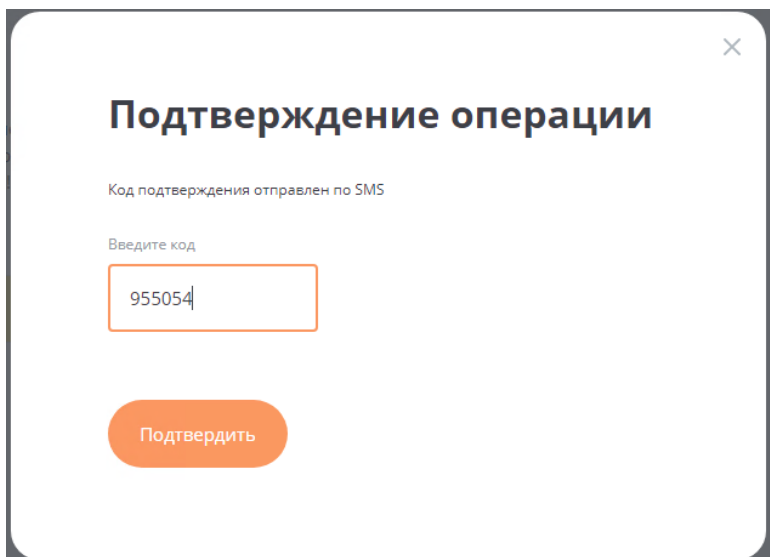 Подтверждение операции
Код подтверждения отправлен по SMS
Введите код
955054
Подтвердить